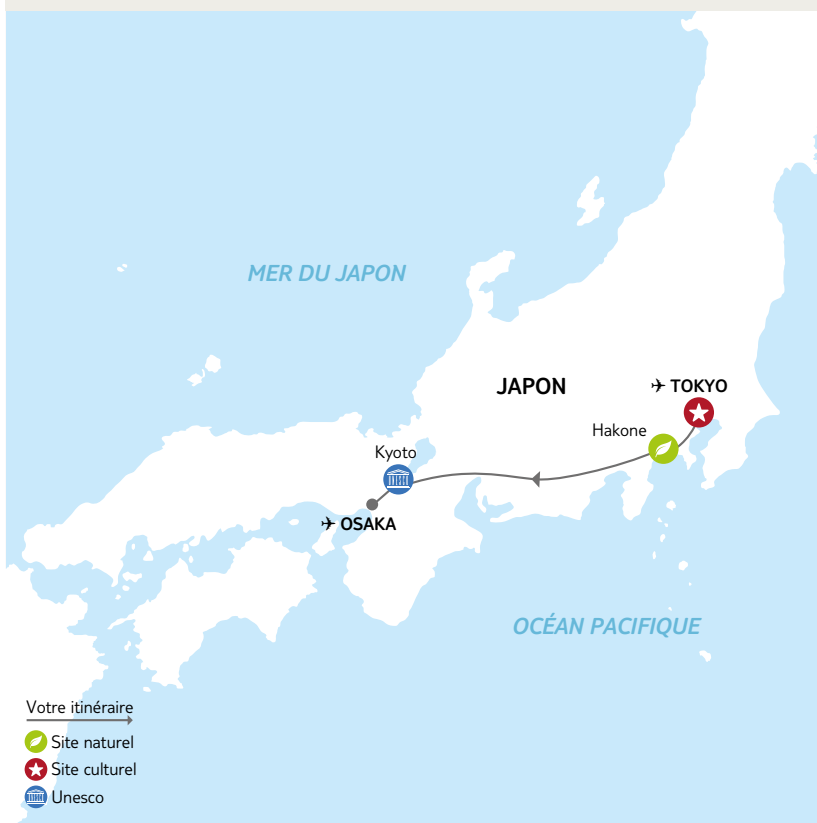 MER DU JAPON
JAPON
TOKYO
Hakone
Kyoto
OSAKA
OCÉAN PACIFIQUE
Votre itinéraire
Site naturel
Site culturel
Unesco